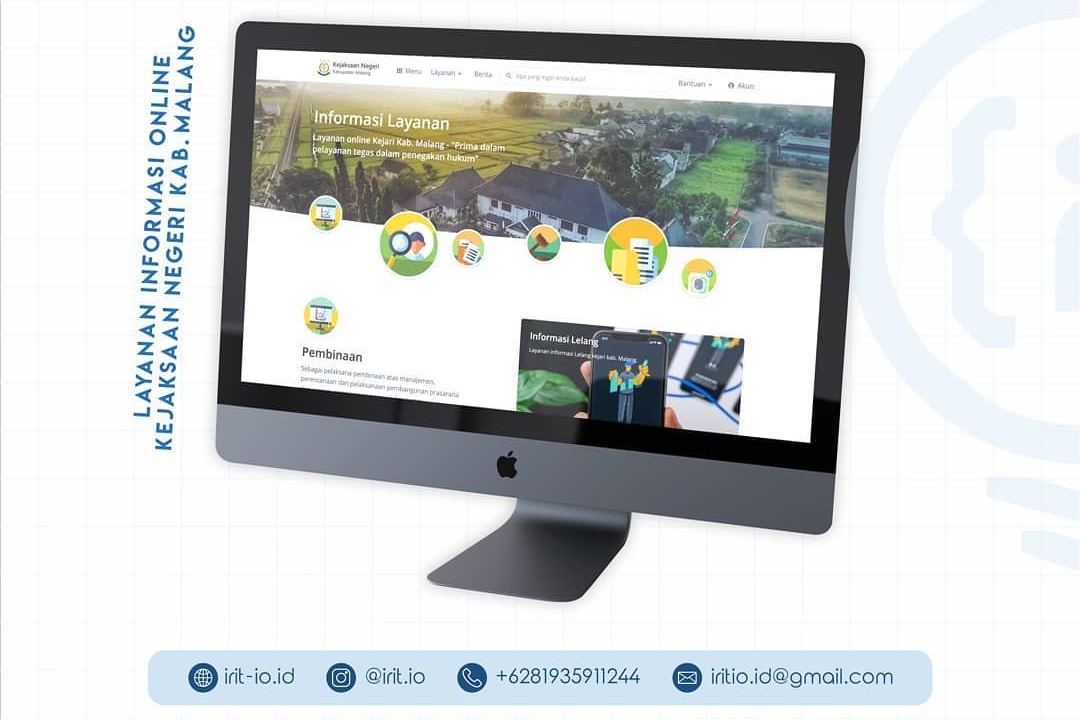 LAYANAN INFORMASI ONLINE
KEJAKSAAN NEGERI KAB. MALANG
Kejaksaan Negeri
Kabupaten Malang
Menu
Layanan
Berita
Apa yang ingin Anda baca?
Bantuan
Akun
Informasi Layanan
Layanan online Kejari Kab. Malang - "Prima dalam
pelayanan tegas dalam penegakan hukum"
Pembinaan
Sebagai pelaksana pembinaan atas manajemen,
perencanaan dan pelaksanaan pembangunan prasarana
Informasi Lelang
Layanan informasi Lelang kejari kab. Malang
irit-io.id
@irit.io
+6281935911244
iritio.id@gmail.com